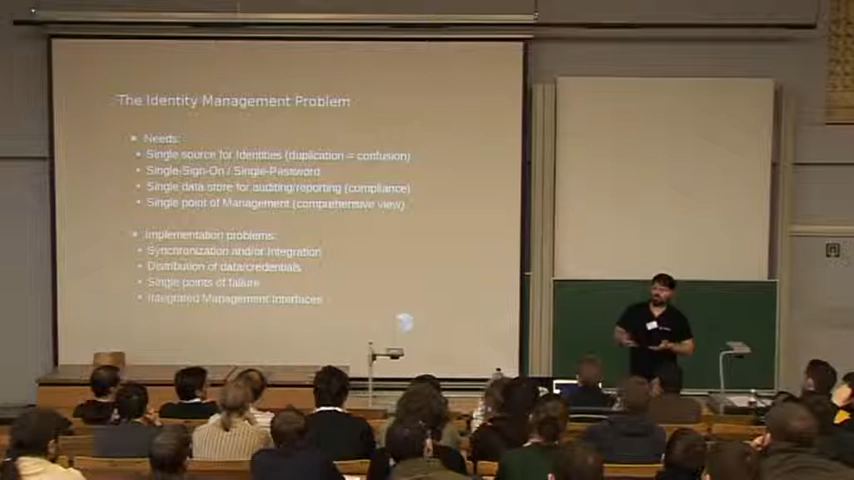 The Identity Management Problem
Needs:
Single source for Identities (duplication = confusion)
Single-Sign-On / Single-Password
Single data store for auditing/reporting (compliance)
Single point of Management (comprehensive view)
Implementation problems:
Synchronization and/or Integration
Distribution of data/credentials
Single points of failure
Integrated Management Interfaces